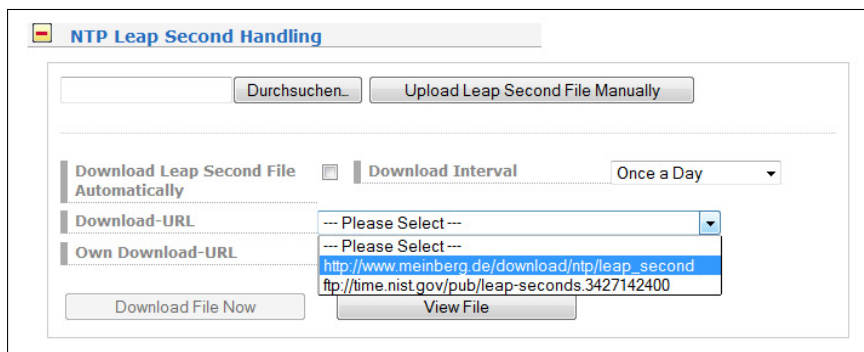 NTP Leap Second Handling
Durchsuchen... Upload Leap Second File Manually
Download Leap Second File Automatically
Download Interval Once a Day
Download-URL --- Please Select ---
--- Please Select ---
Own Download-URL
http://www.meinberg.de/download/ntp/leap_second
ftp://time.nist.gov/pub/leap-seconds.3427142400
Download File Now View File